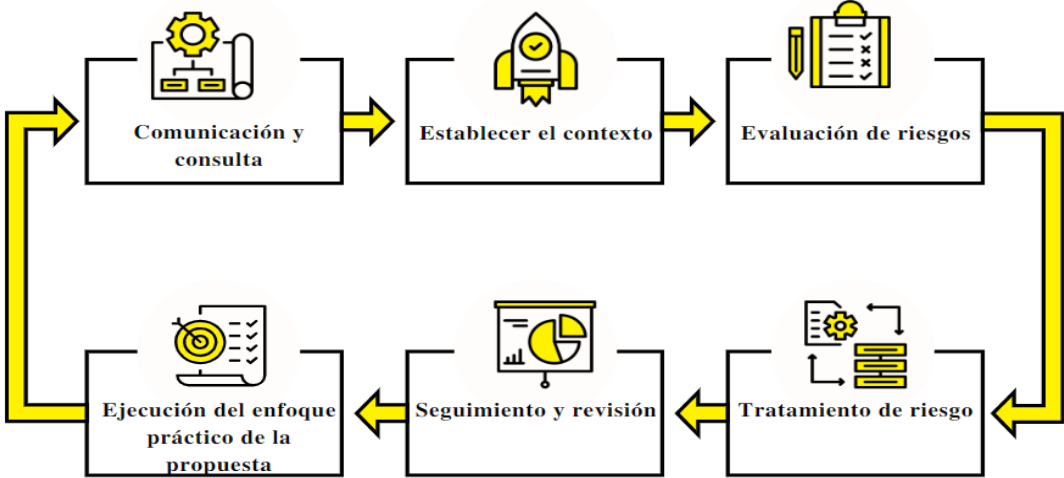 Comunicación y
consulta
Establecer el contexto
Evaluación de riesgos
Ejecución del enfoque
práctico de la
propuesta
Seguimiento y revisión
Tratamiento de riesgo